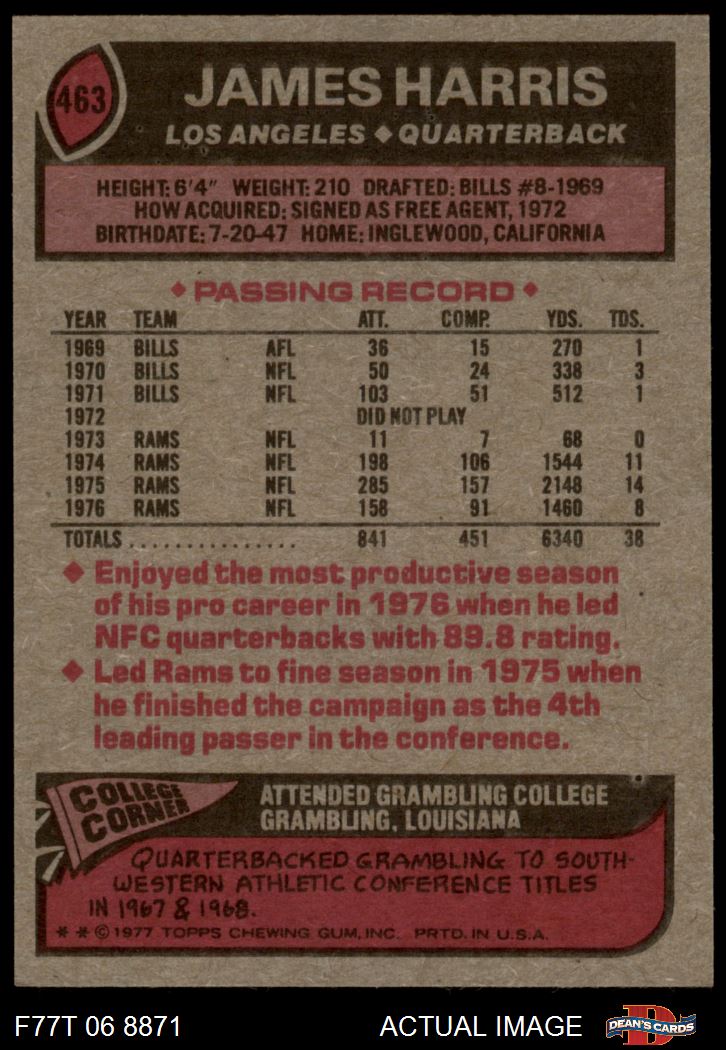 463
JAMES HARRIS
LOS ANGELES ◆ QUARTERBACK
HEIGHT: 6'4" WEIGHT: 210 DRAFTED: BILLS #8-1969
HOW ACQUIRED: SIGNED AS FREE AGENT, 1972
BIRTHDATE: 7-20-47 HOME: INGLEWOOD, CALIFORNIA
◆ PASSING RECORD ◆
YEAR TEAM ATT. COMP. YDS. TDS.
1969 BILLS AFL 36 15 270 1
1970 BILLS NFL 50 24 338 3
1971 BILLS NFL 103 51 512 1
1972 DID NOT PLAY
1973 RAMS NFL 11 7 68 0
1974 RAMS NFL 198 106 1544 11
1975 RAMS NFL 285 157 2148 14
1976 RAMS NFL 158 91 1460 8
TOTALS ............... 841 451 6340 38
◆ Enjoyed the most productive season
of his pro career in 1976 when he led
NFC quarterbacks with 89.8 rating.
◆ Led Rams to fine season in 1975 when
he finished the campaign as the 4th
leading passer in the conference.
COLLEGE
CORNER
ATTENDED GRAMBLING COLLEGE
GRAMBLING, LOUISIANA
QUARTERBACKED GRAMBLING TO SOUTH-
WESTERN ATHLETIC CONFERENCE TITLES
IN 1967 & 1968.
* * © 1977 TOPPS CHEWING GUM, INC. PRTD. IN U.S.A.
F77T 06 8871 ACTUAL IMAGE D DEAN'S CARDS